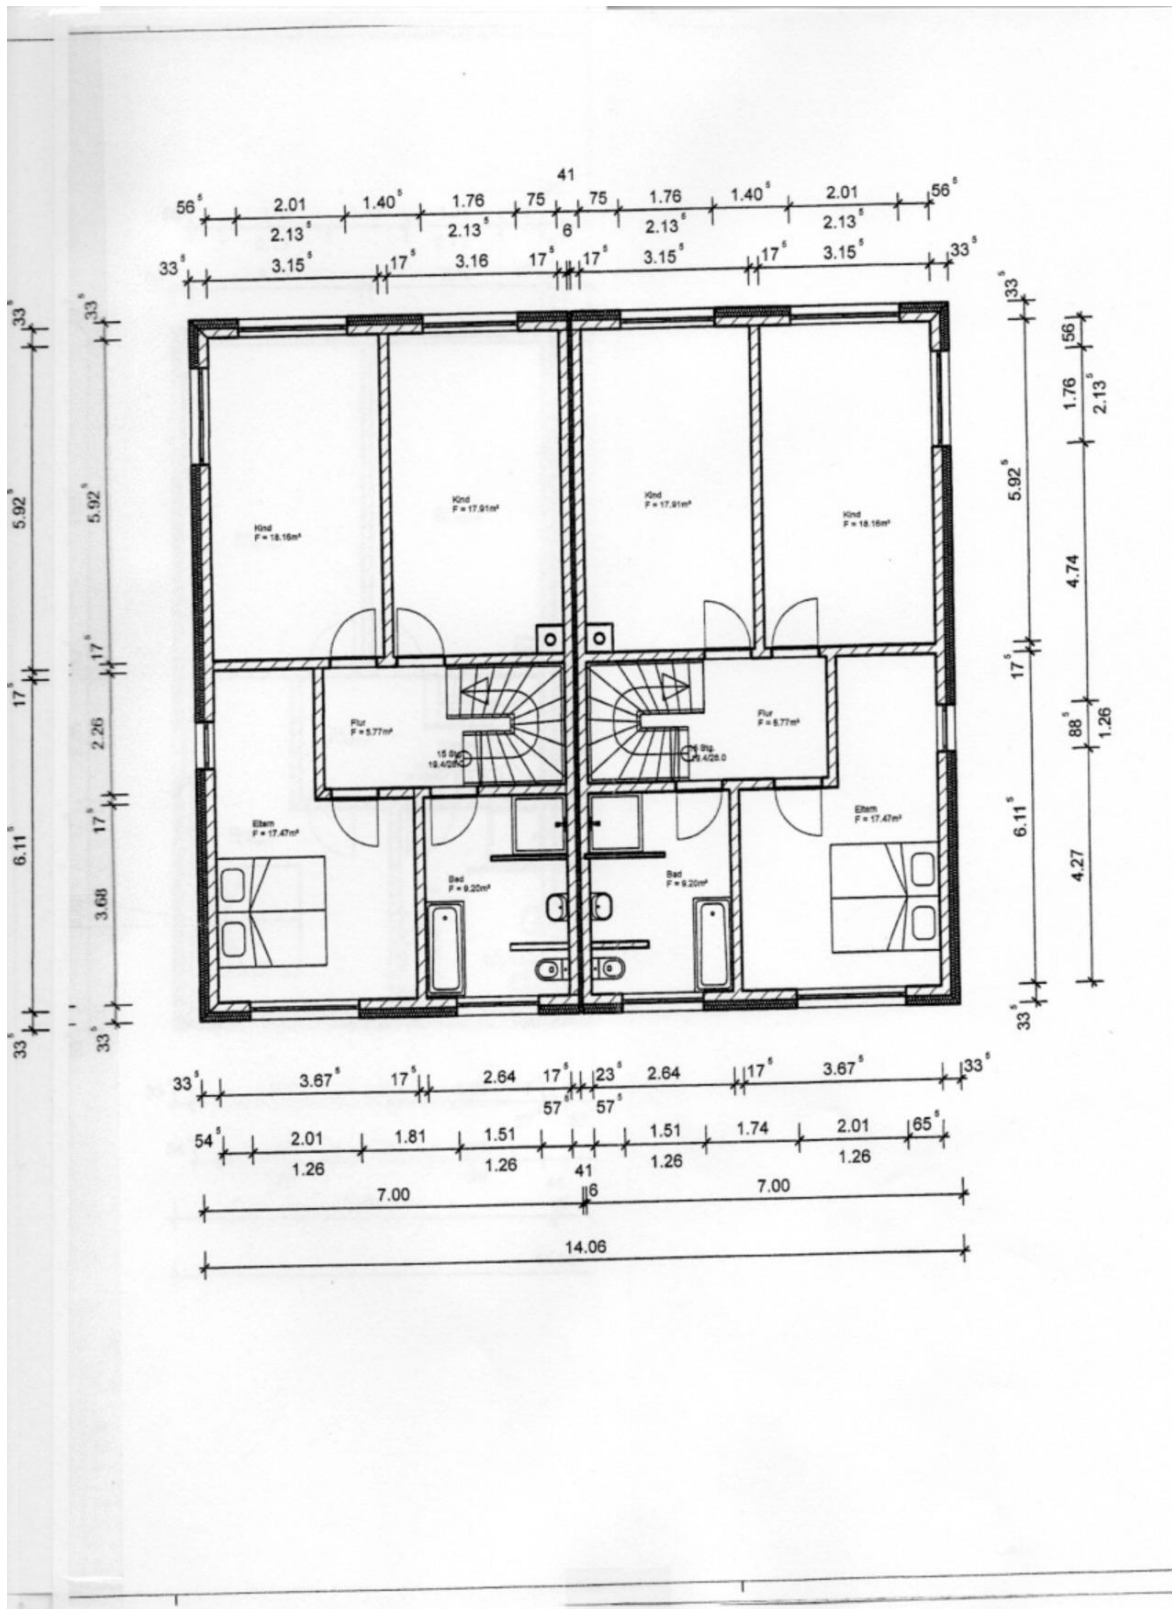 41
56⁵ 2.01 1.40⁵ 1.76 75 75 1.76 1.40⁵ 2.01 56⁵
2.13⁵ 2.13⁵ 6 2.13⁵ 2.13⁵
33⁵ 3.15⁵ 17⁵ 3.16 17⁵ 17⁵ 3.15⁵ 17⁵ 3.15⁵ 33⁵
33⁵
5.92⁵
17⁵
6.11⁵
33⁵
33⁵
5.92⁵
17⁵
2.26
17⁵
3.68
33⁵
Kind
F = 18.16m²
Kind
F = 17.91m²
Kind
F = 17.91m²
Kind
F = 18.16m²
Flur
F = 5.77m²
15 Stg.
Flur
F = 5.77m²
Eltern
F = 17.47m²
Bad
F = 9.20m²
Bad
F = 9.20m²
Eltern
F = 17.47m²
33⁵
5.92⁵
17⁵
6.11⁵
33⁵
56
1.76
2.13⁵
4.74
88⁵
1.26
4.27
33⁵ 3.67⁵ 17⁵ 2.64 17⁵ 23⁵ 2.64 17⁵ 3.67⁵ 33⁵
57⁵ 57⁵
54⁵ 2.01 1.81 1.51 1.51 1.74 2.01 65⁵
1.26 1.26 41 1.26 1.26
7.00 6 7.00
14.06